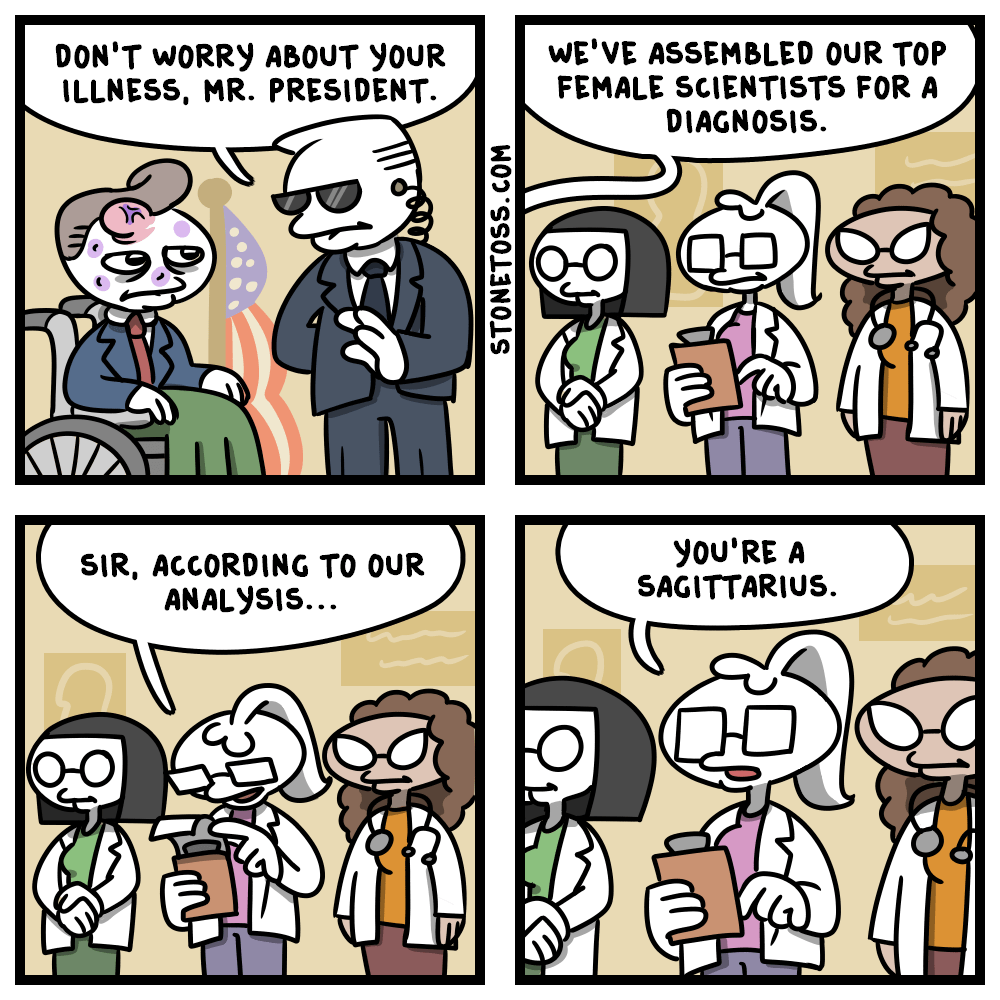 DON'T WORRY ABOUT YOUR
ILLNESS, MR. PRESIDENT.
WE'VE ASSEMBLED OUR TOP
FEMALE SCIENTISTS FOR A
DIAGNOSIS.
STONETOSS.COM
SIR, ACCORDING TO OUR
ANALYSIS...
YOU'RE A
SAGITTARIUS.